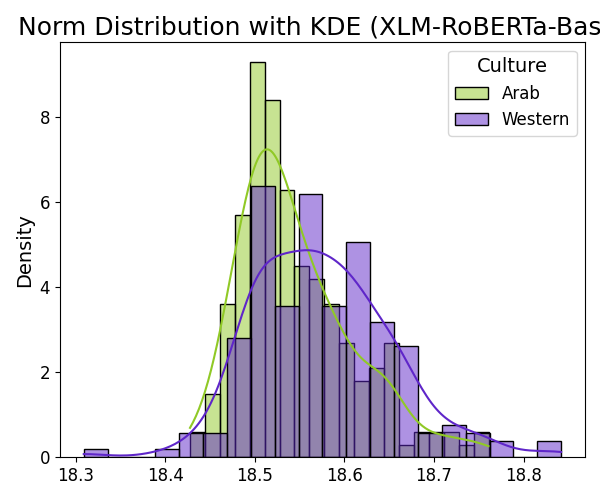 Norm Distribution with KDE (XLM-RoBERTa-Bas
Culture
Arab
Western
Density
8
6
4
2
0
18.3 18.4 18.5 18.6 18.7 18.8